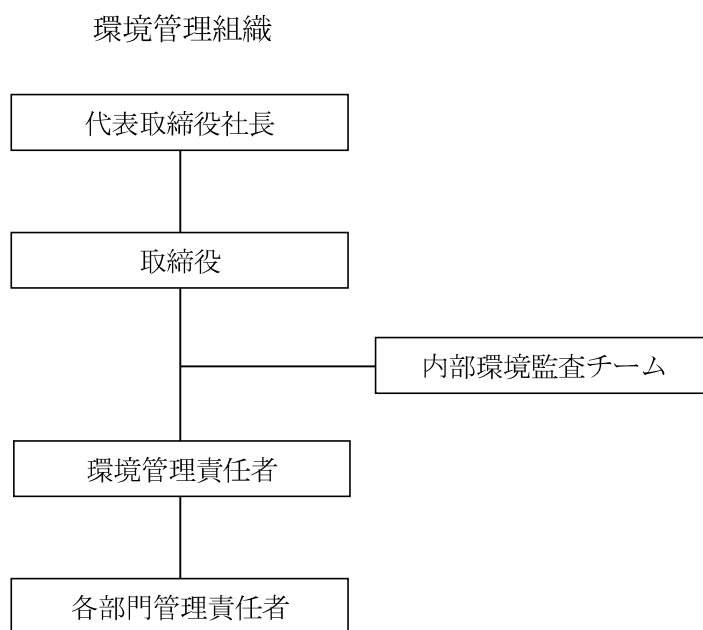 環境管理組織
代表取締役社長
取締役
内部環境監査チーム
環境管理責任者
各部門管理責任者